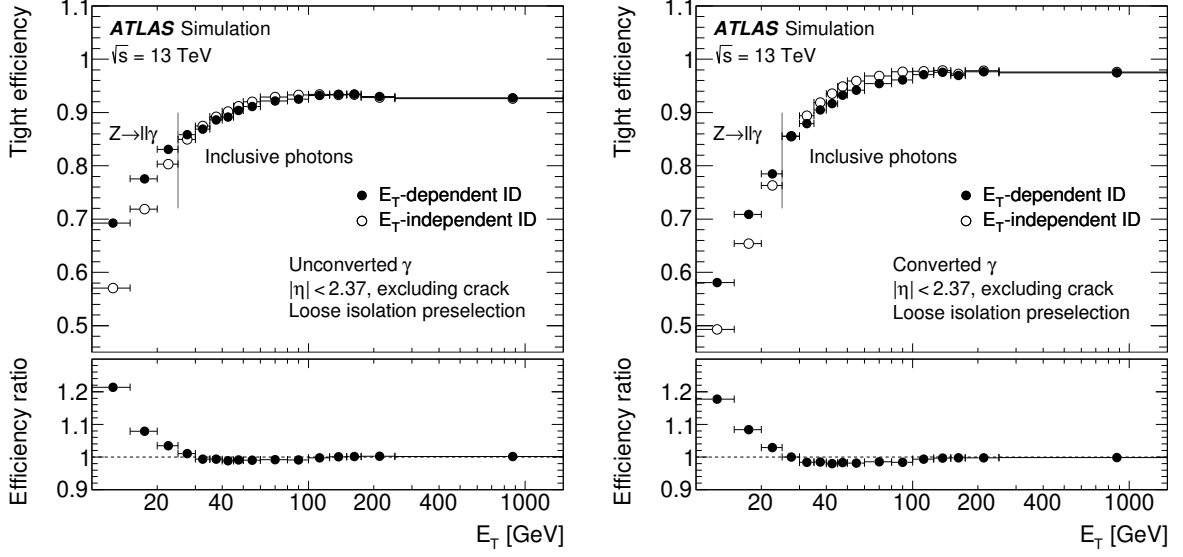 Tight efficiency
1.1
1
0.9
0.8
0.7
0.6
0.5
ATLAS Simulation
√s = 13 TeV
Z→llγ
Inclusive photons
E_T-dependent ID
E_T-independent ID
Unconverted γ
|η| < 2.37, excluding crack
Loose isolation preselection
Efficiency ratio
1.2
1.1
1
0.9
20 100 200 1000
E_T [GeV]
Tight efficiency
1.1
1
0.9
0.8
0.7
0.6
0.5
ATLAS Simulation
√s = 13 TeV
Z→llγ
Inclusive photons
E_T-dependent ID
E_T-independent ID
Converted γ
|η| < 2.37, excluding crack
Loose isolation preselection
Efficiency ratio
1.2
1.1
1
0.9
20 100 200 1000
E_T [GeV]